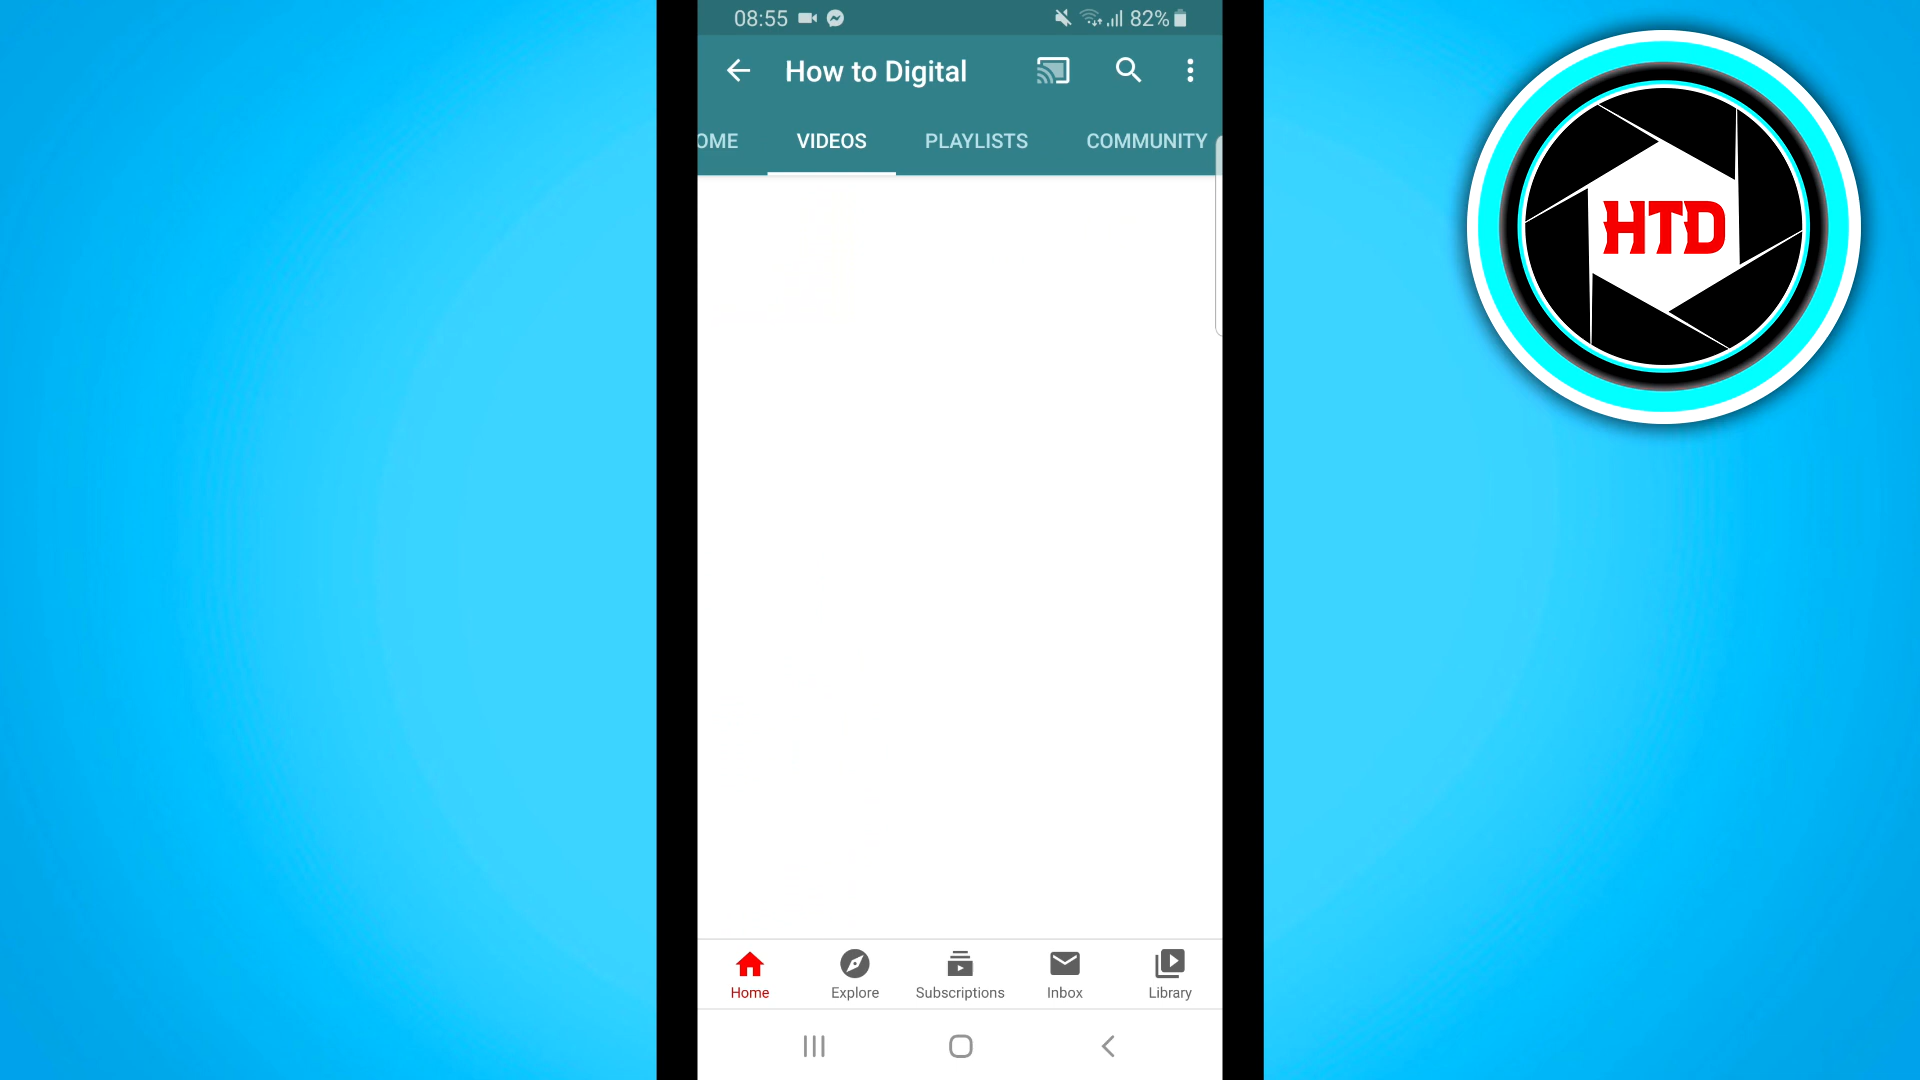 08:55 82%
How to Digital
OME VIDEOS PLAYLISTS COMMUNITY
HTD
Home Explore Subscriptions Inbox Library